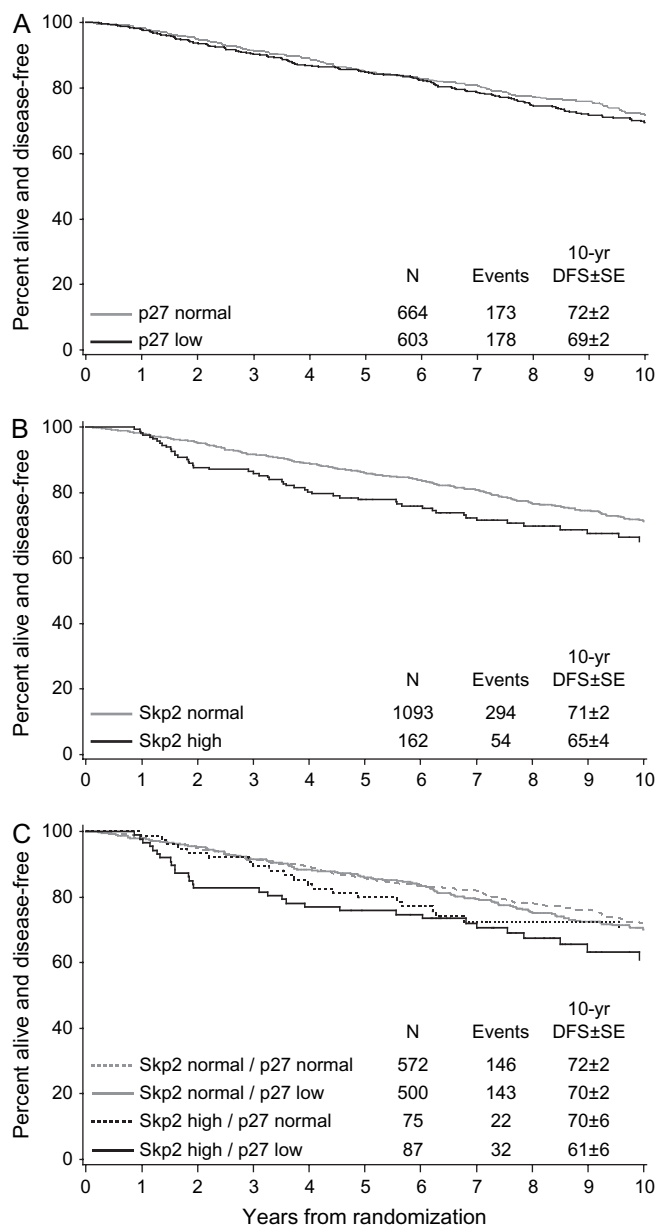 A
Percent alive and disease-free
100
80
60
40
20
0
10-yr
N Events DFS±SE
p27 normal 664 173 72±2
p27 low 603 178 69±2
0 1 2 3 4 5 6 7 8 9 10
B
Percent alive and disease-free
100
80
60
40
20
0
10-yr
N Events DFS±SE
Skp2 normal 1093 294 71±2
Skp2 high 162 54 65±4
0 1 2 3 4 5 6 7 8 9 10
C
Percent alive and disease-free
100
80
60
40
20
0
10-yr
N Events DFS±SE
Skp2 normal / p27 normal 572 146 72±2
Skp2 normal / p27 low 500 143 70±2
Skp2 high / p27 normal 75 22 70±6
Skp2 high / p27 low 87 32 61±6
0 1 2 3 4 5 6 7 8 9 10
Years from randomization